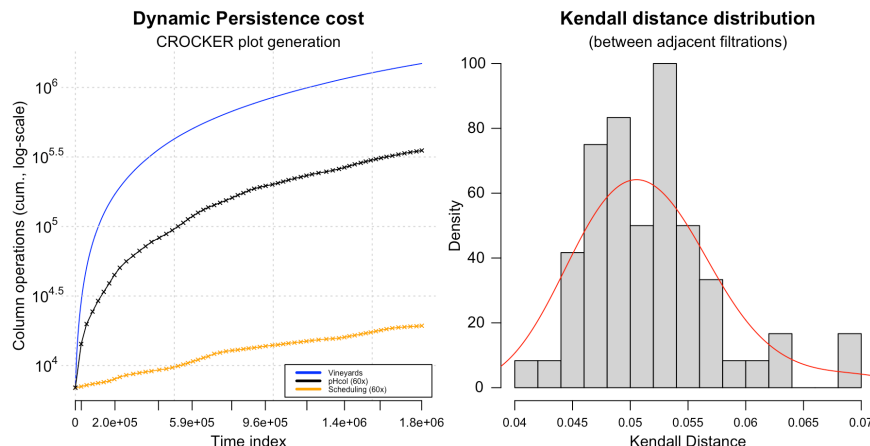 Dynamic Persistence cost
CROCKER plot generation
Column operations (cum., log-scale)
10^6
10^5.5
10^5
10^4.5
10^4
Vineyards
pHcol (60x)
Scheduling (60x)
0 2.0e+05 5.9e+05 9.6e+05 1.4e+06 1.8e+06
Time index
Kendall distance distribution
(between adjacent filtrations)
Density
100
80
60
40
20
0
0.04 0.045 0.05 0.055 0.06 0.065 0.07
Kendall Distance